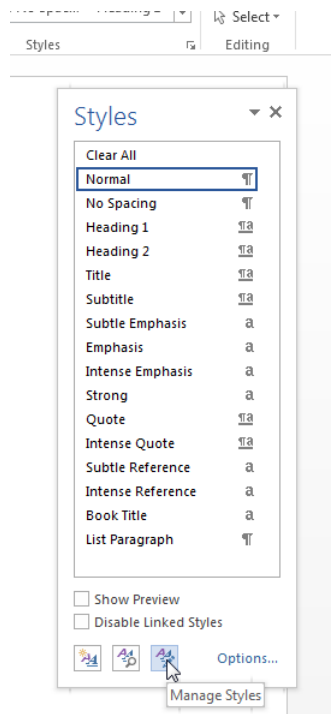 Select
Styles
Editing
Styles
Clear All
Normal ¶
No Spacing ¶
Heading 1 ¶a
Heading 2 ¶a
Title ¶a
Subtitle ¶a
Subtle Emphasis a
Emphasis a
Intense Emphasis a
Strong a
Quote ¶a
Intense Quote ¶a
Subtle Reference a
Intense Reference a
Book Title a
List Paragraph ¶
Show Preview
Disable Linked Styles
Options...
Manage Styles